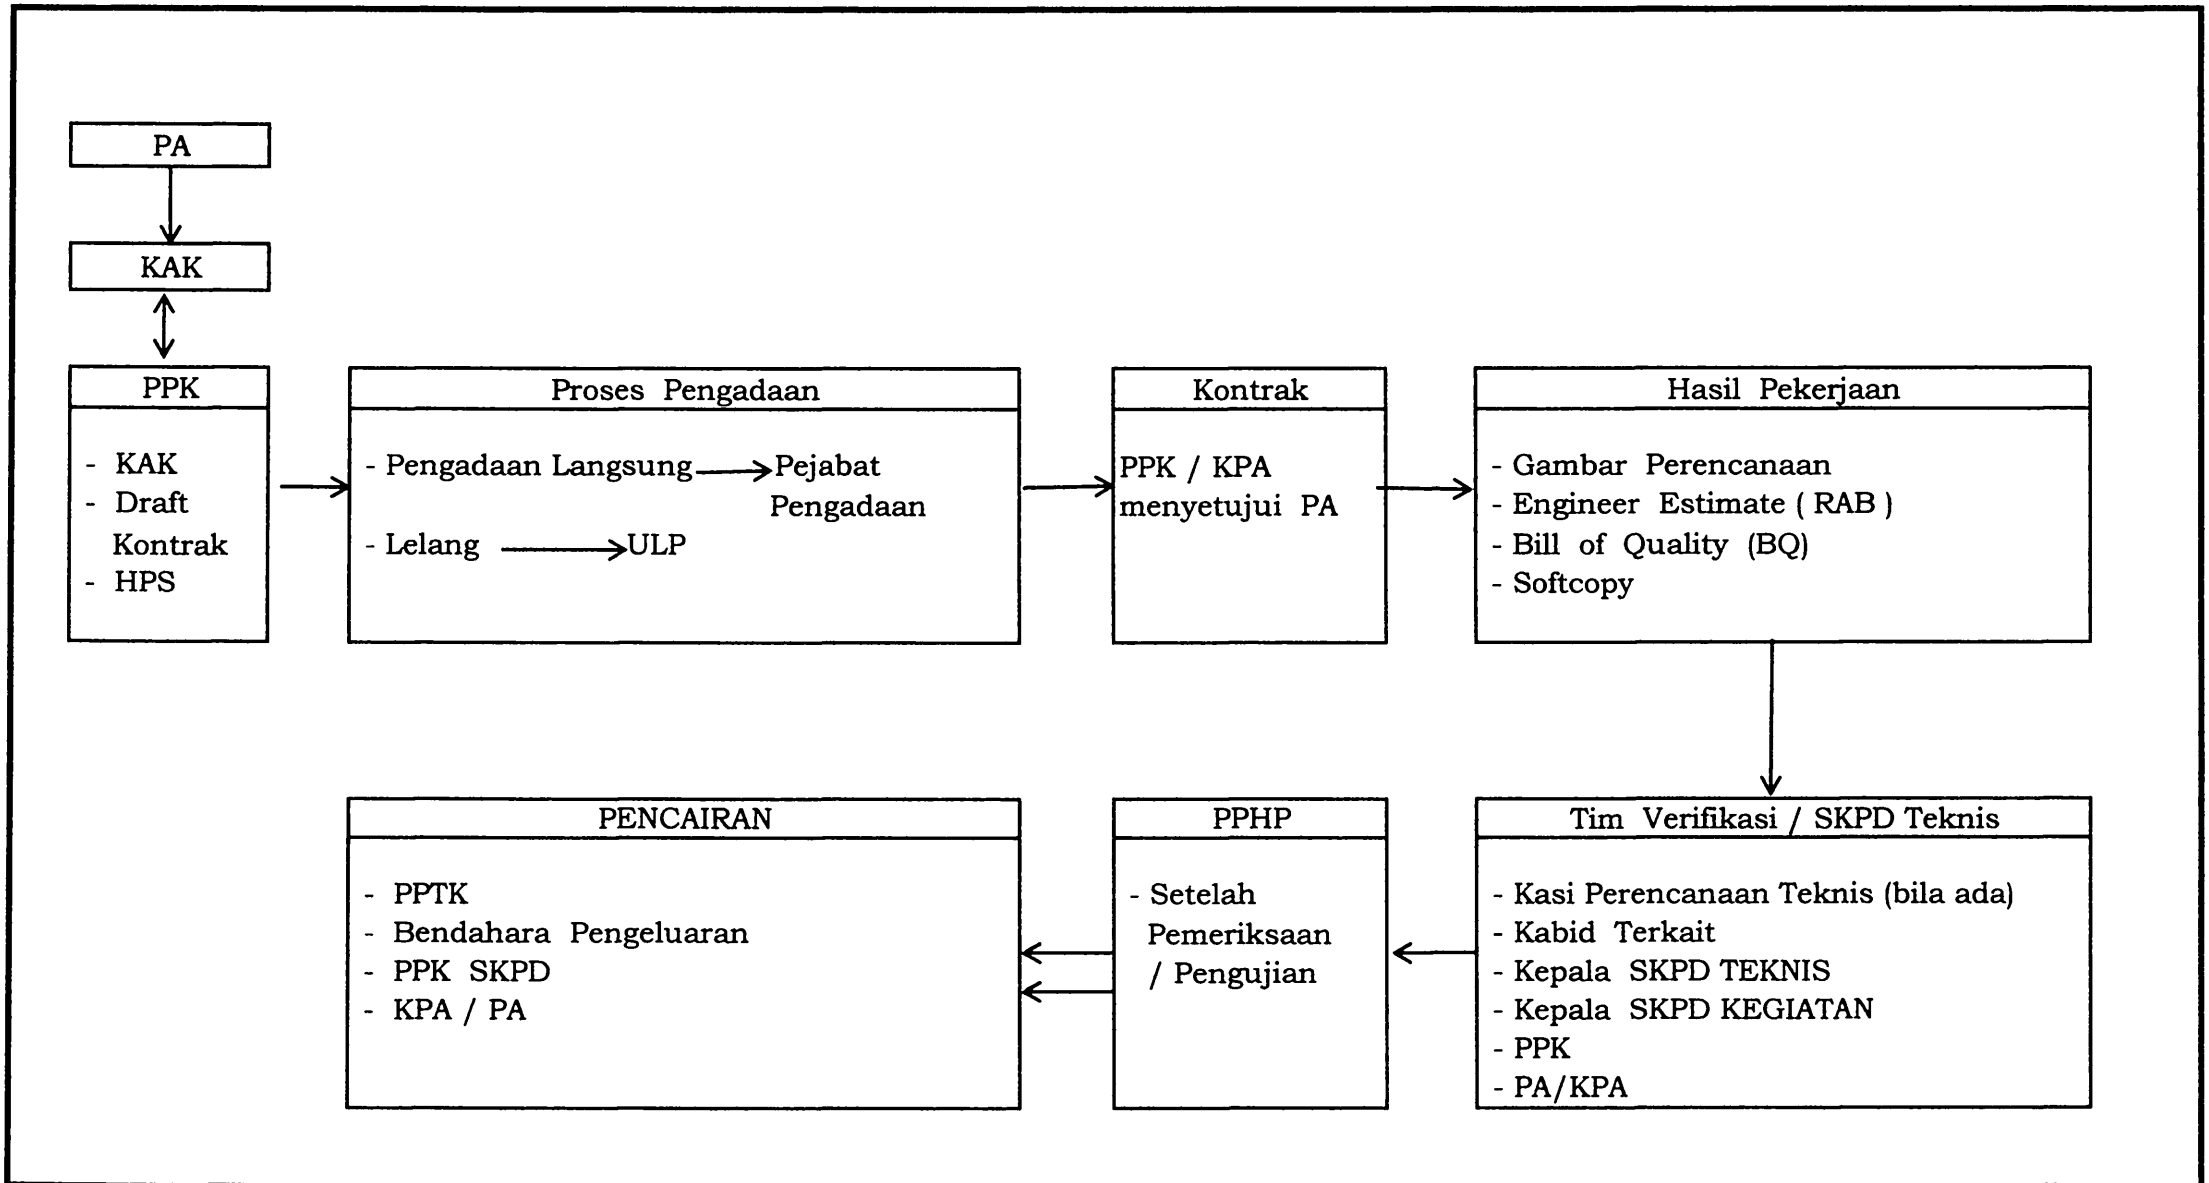 PA
KAK
PPK
- KAK
- Draft
Kontrak
- HPS
Proses Pengadaan
- Pengadaan Langsung Pejabat
Pengadaan
- Lelang ULP
Kontrak
PPK / KPA
menyetujui PA
Hasil Pekerjaan
- Gambar Perencanaan
- Engineer Estimate ( RAB )
- Bill of Quality (BQ)
- Softcopy
Tim Verifikasi / SKPD Teknis
- Kasi Perencanaan Teknis (bila ada)
- Kabid Terkait
- Kepala SKPD TEKNIS
- Kepala SKPD KEGIATAN
- PPK
- PA/KPA
PPHP
- Setelah
Pemeriksaan
/ Pengujian
PENCAIRAN
- PPTK
- Bendahara Pengeluaran
- PPK SKPD
- KPA / PA